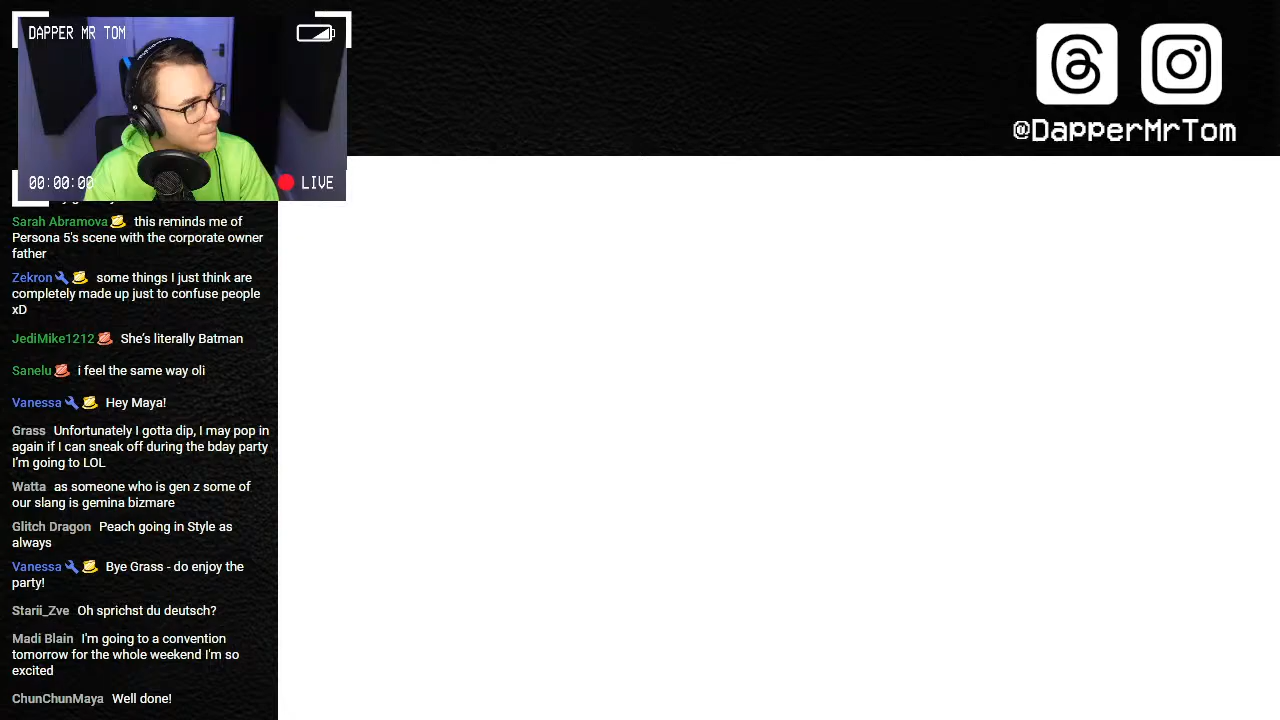 DAPPER MR TOM
00:00:00
LIVE
@DapperMrTom
Sarah Abramova this reminds me of
Persona 5's scene with the corporate owner
father
Zekron some things I just think are
completely made up just to confuse people
xD
JediMike1212 She's literally Batman
Sanelu i feel the same way oli
Vanessa Hey Maya!
Grass Unfortunately I gotta dip, I may pop in
again if I can sneak off during the bday party
I'm going to LOL
Watta as someone who is gen z some of
our slang is gemina bizmare
Glitch Dragon Peach going in Style as
always
Vanessa Bye Grass - do enjoy the
party!
Starii_Zve Oh sprichst du deutsch?
Madi Blain I'm going to a convention
tomorrow for the whole weekend I'm so
excited
ChunChunMaya Well done!